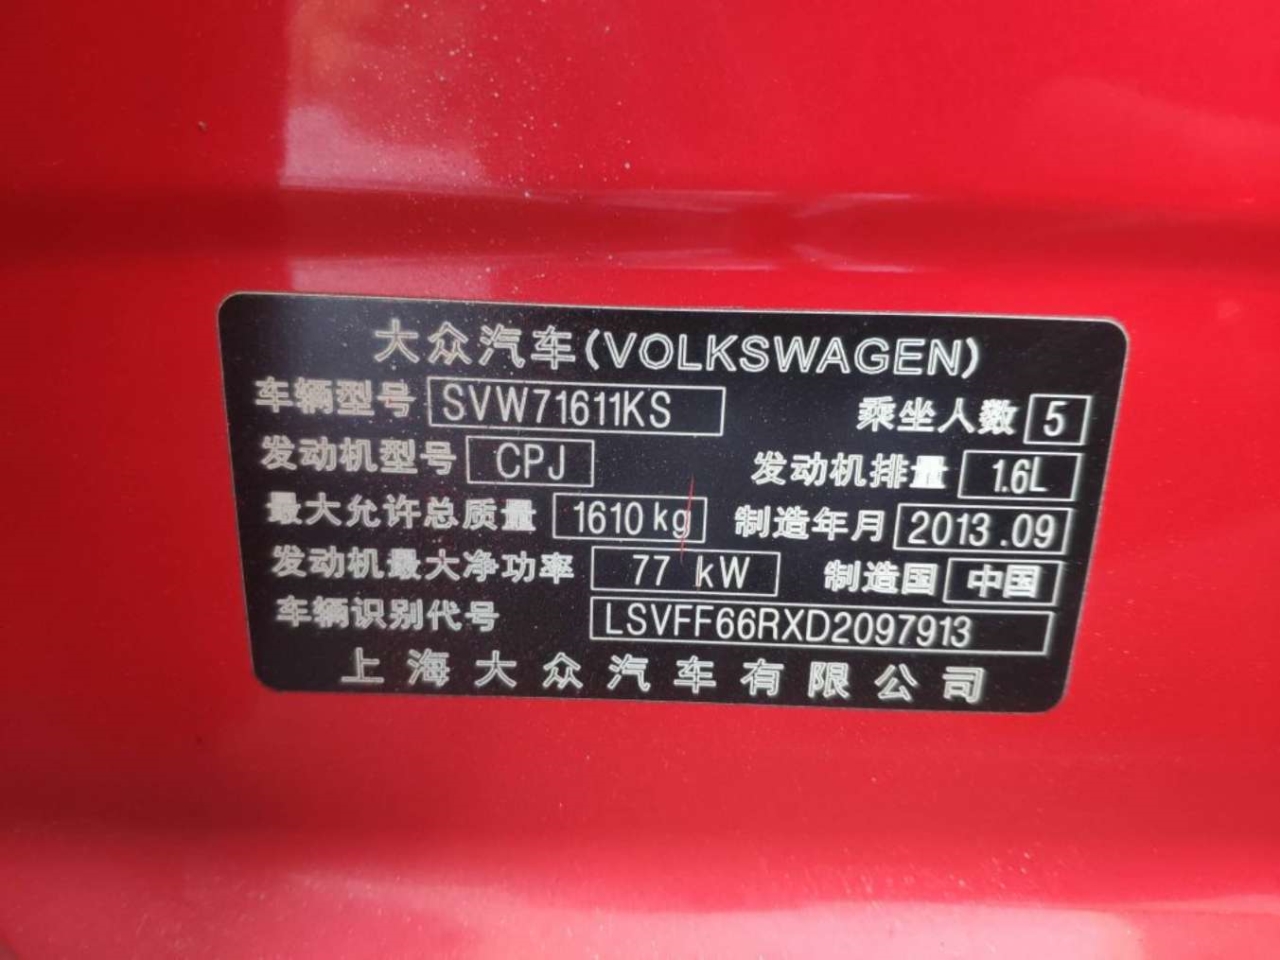 大众汽车(VOLKSWAGEN)
车辆型号 SVW71611KS 乘坐人数 5
发动机型号 CPJ 发动机排量 1.6L
最大允许总质量 1610kg 制造年月 2013.09
发动机最大净功率 77 kW 制造国 中国
车辆识别代号 LSVFF66RXD2097913
上海大众汽车有限公司